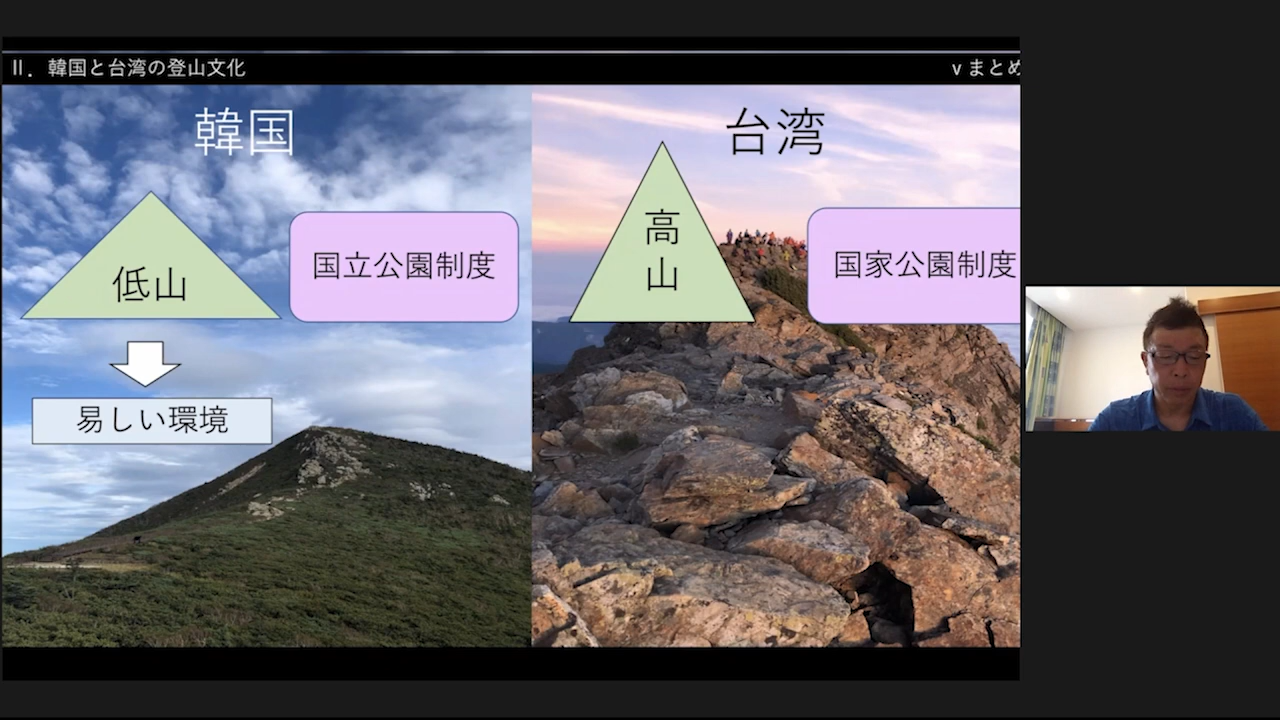 II. 韓国と台湾の登山文化
v まとめ
韓国
台湾
低山
国立公園制度
高
山
国家公園制度
易しい環境